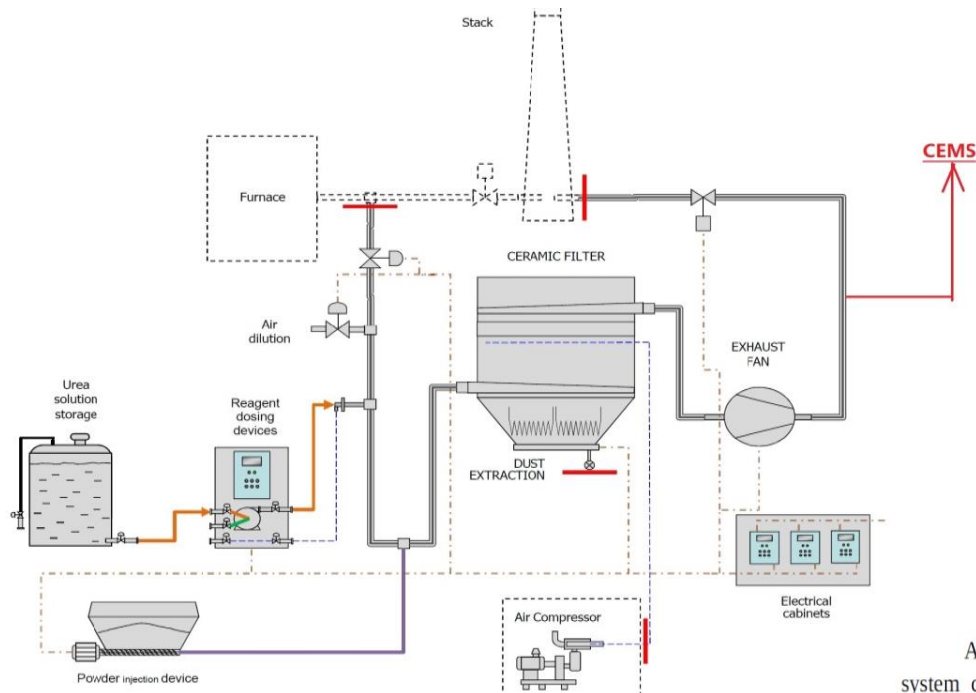 Stack
CEMS
Furnace
CERAMIC FILTER
Air
dilution
EXHAUST
FAN
Urea
solution
storage
Reagent
dosing
devices
DUST
EXTRACTION
Electrical
cabinets
Air Compressor
Powder injection device
A
system c